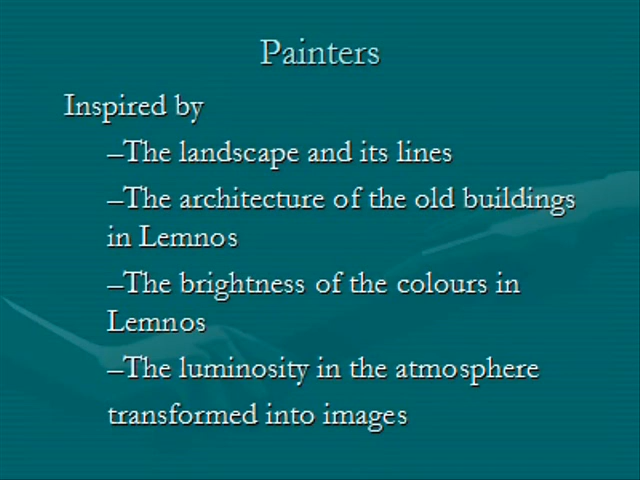 Painters
Inspired by
–The landscape and its lines
–The architecture of the old buildings
in Lemnos
–The brightness of the colours in
Lemnos
–The luminosity in the atmosphere
transformed into images